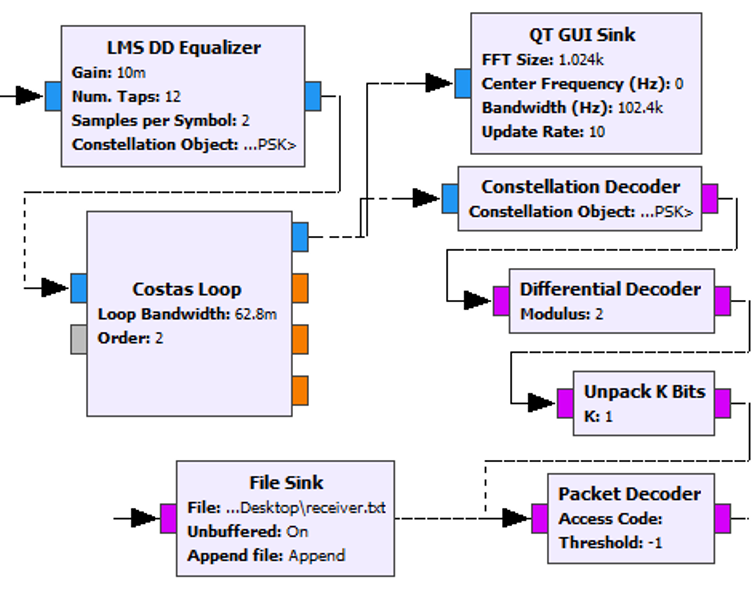 LMS DD Equalizer
Gain: 10m
Num. Taps: 12
Samples per Symbol: 2
Constellation Object: ...PSK>
QT GUI Sink
FFT Size: 1.024k
Center Frequency (Hz): 0
Bandwidth (Hz): 102.4k
Update Rate: 10
Constellation Decoder
Constellation Object: ...PSK>
Costas Loop
Loop Bandwidth: 62.8m
Order: 2
Differential Decoder
Modulus: 2
Unpack K Bits
K: 1
File Sink
File: ...Desktop\receiver.txt
Unbuffered: On
Append file: Append
Packet Decoder
Access Code:
Threshold: -1